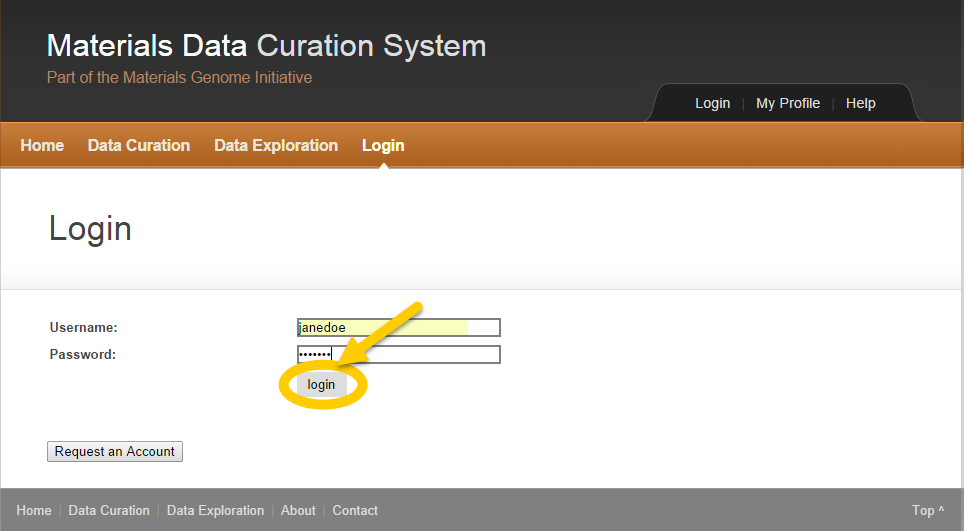 Materials Data Curation System
Part of the Materials Genome Initiative
Login | My Profile | Help
Home Data Curation Data Exploration Login
Login
Username: janedoe
Password: •••••••
login
Request an Account
Home | Data Curation | Data Exploration | About | Contact Top ^